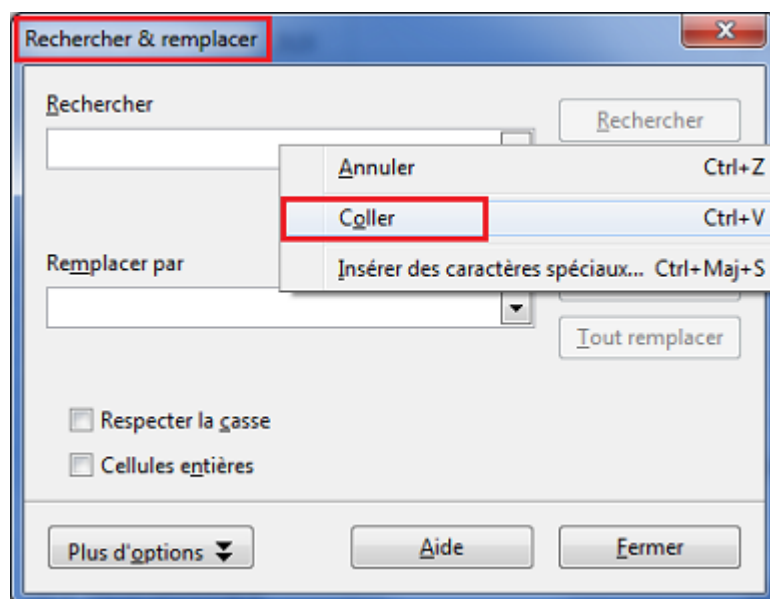 Rechercher & remplacer
Rechercher
Rechercher
Annuler Ctrl+Z
Coller Ctrl+V
Remplacer par
Insérer des caractères spéciaux... Ctrl+Maj+S
Tout remplacer
Respecter la casse
Cellules entières
Plus d'options
Aide
Fermer